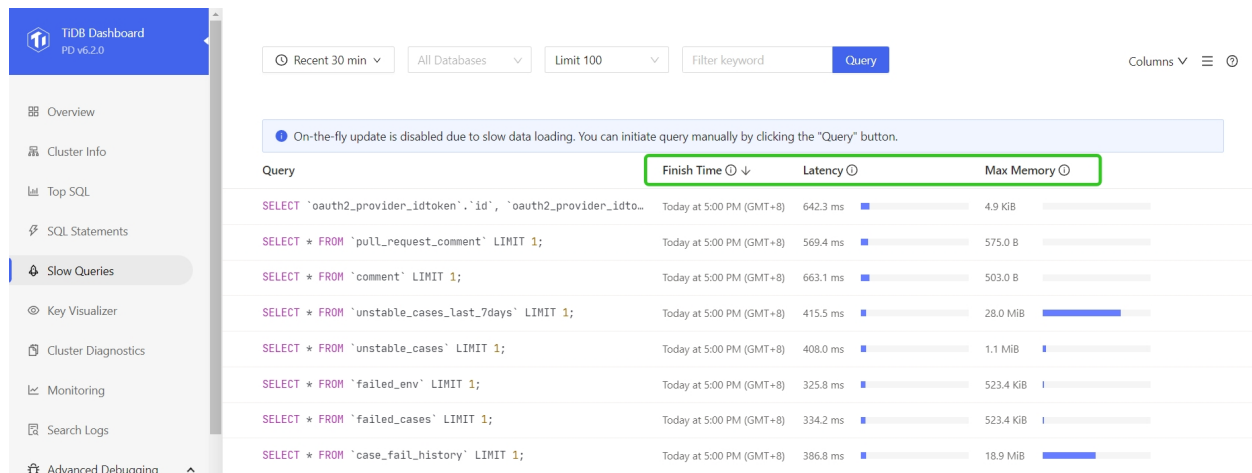 TiDB Dashboard
PD v6.2.0
Recent 30 min All Databases Limit 100 Filter keyword Query Columns
Overview
Cluster Info
Top SQL
SQL Statements
Slow Queries
Key Visualizer
Cluster Diagnostics
Monitoring
Search Logs
Advanced Debugging
On-the-fly update is disabled due to slow data loading. You can initiate query manually by clicking the "Query" button.
Query Finish Time Latency Max Memory
SELECT `oauth2_provider_idtoken`.`id`, `oauth2_provider_idto… Today at 5:00 PM (GMT+8) 642.3 ms 4.9 KiB
SELECT * FROM `pull_request_comment` LIMIT 1; Today at 5:00 PM (GMT+8) 569.4 ms 575.0 B
SELECT * FROM `comment` LIMIT 1; Today at 5:00 PM (GMT+8) 663.1 ms 503.0 B
SELECT * FROM `unstable_cases_last_7days` LIMIT 1; Today at 5:00 PM (GMT+8) 415.5 ms 28.0 MiB
SELECT * FROM `unstable_cases` LIMIT 1; Today at 5:00 PM (GMT+8) 408.0 ms 1.1 MiB
SELECT * FROM `failed_env` LIMIT 1; Today at 5:00 PM (GMT+8) 325.8 ms 523.4 KiB
SELECT * FROM `failed_cases` LIMIT 1; Today at 5:00 PM (GMT+8) 334.2 ms 523.4 KiB
SELECT * FROM `case_fail_history` LIMIT 1; Today at 5:00 PM (GMT+8) 386.8 ms 18.9 MiB